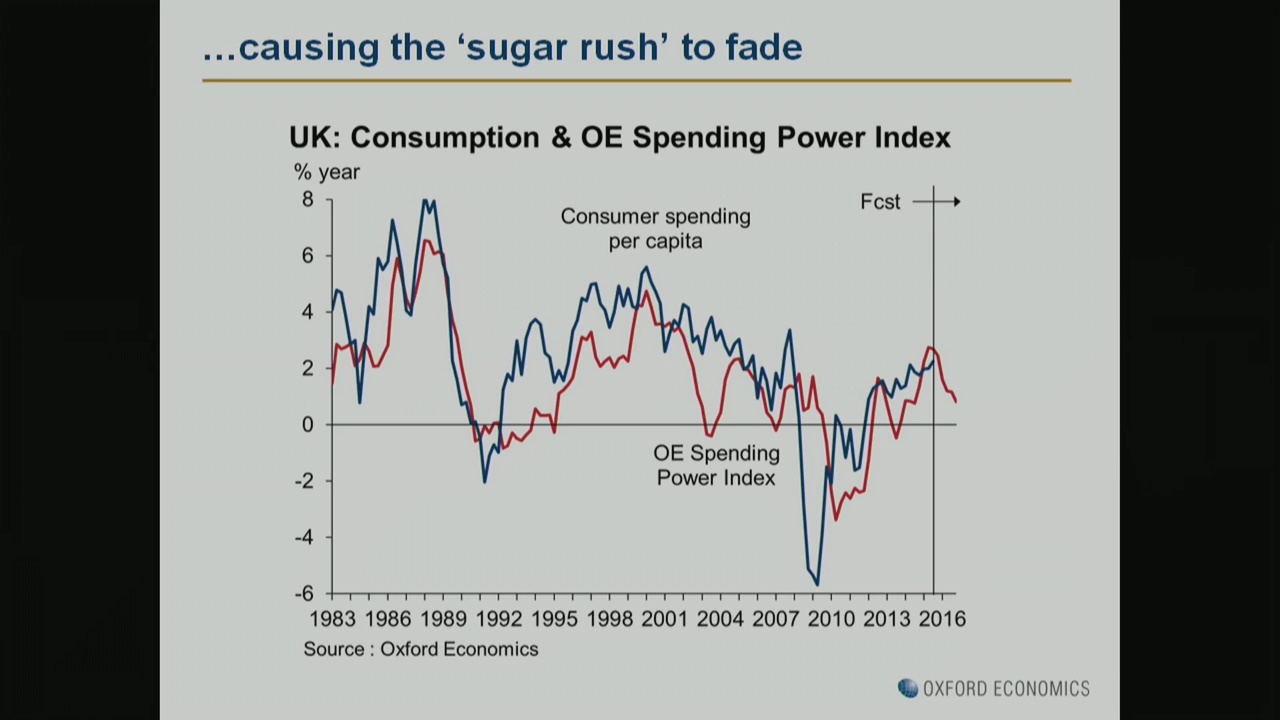 …causing the ‘sugar rush’ to fade
UK: Consumption & OE Spending Power Index
% year
8
6
4
2
0
-2
-4
-6
Fcst
Consumer spending
per capita
OE Spending
Power Index
1983 1986 1989 1992 1995 1998 2001 2004 2007 2010 2013 2016
Source : Oxford Economics
OXFORD ECONOMICS